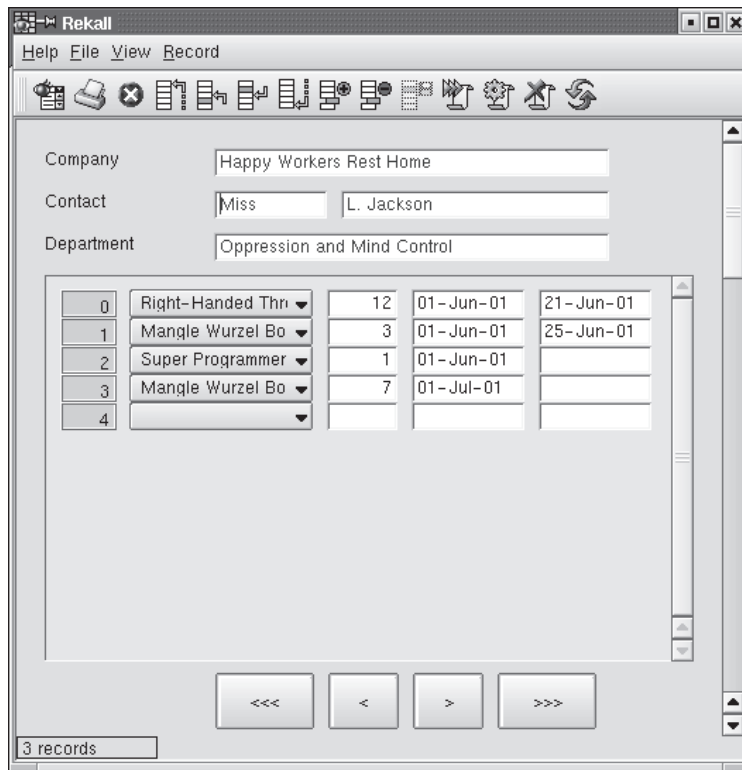 Rekall
Help File View Record
Company Happy Workers Rest Home
Contact Miss L. Jackson
Department Oppression and Mind Control
0 Right-Handed Thr 12 01-Jun-01 21-Jun-01
1 Mangle Wurzel Bo 3 01-Jun-01 25-Jun-01
2 Super Programmer 1 01-Jun-01
3 Mangle Wurzel Bo 7 01-Jul-01
4
<<< < > >>>
3 records